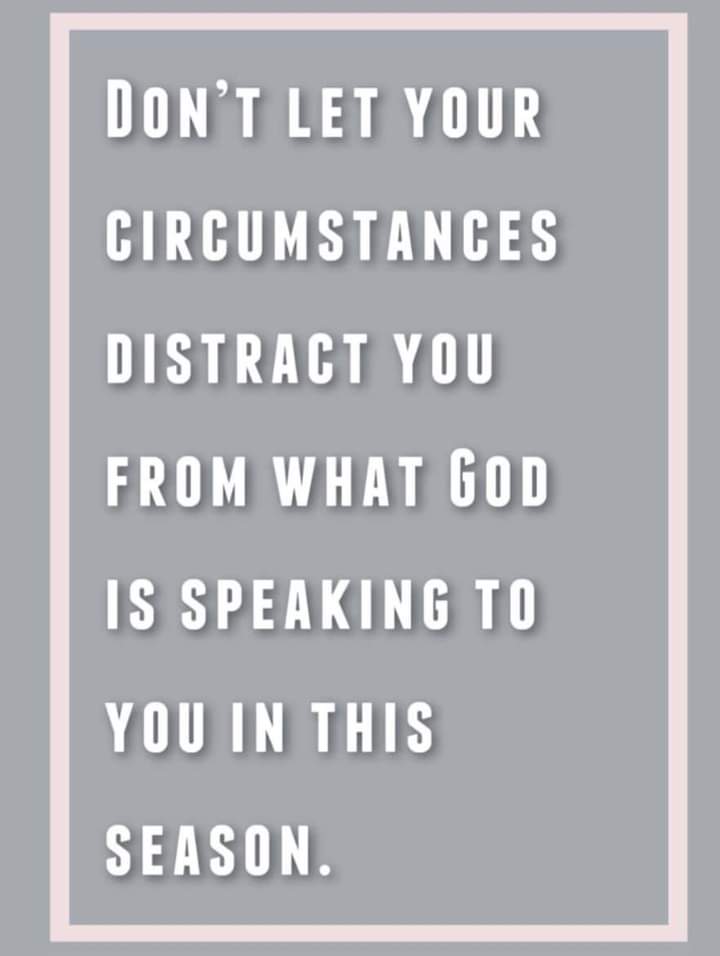 Don't let your
circumstances
distract you
from what God
is speaking to
you in this
season.